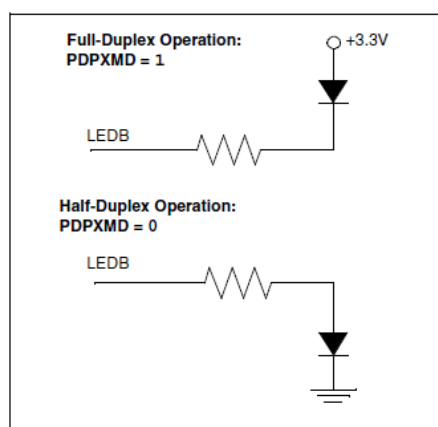 Full-Duplex Operation:
PDPXMD = 1
+3.3V
LEDB
Half-Duplex Operation:
PDPXMD = 0
LEDB